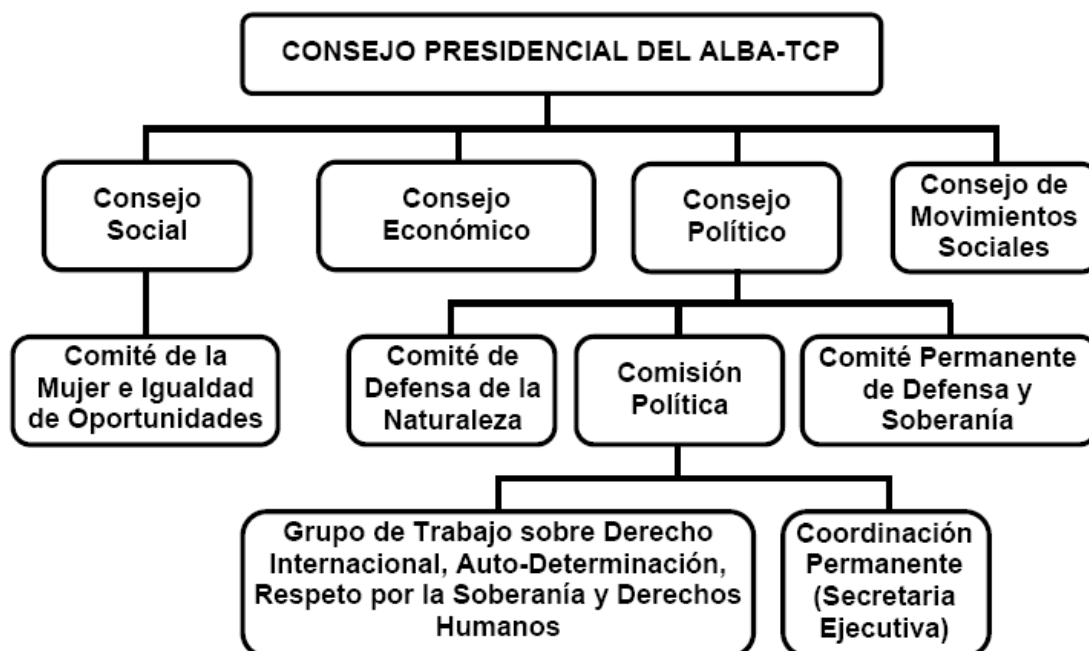 CONSEJO PRESIDENCIAL DEL ALBA-TCP
Consejo
Social
Consejo
Económico
Consejo
Político
Consejo de
Movimientos
Sociales
Comité de la
Mujer e Igualdad
de Oportunidades
Comité de
Defensa de la
Naturaleza
Comisión
Política
Comité Permanente
de Defensa y
Soberanía
Grupo de Trabajo sobre Derecho
Internacional, Auto-Determinación,
Respeto por la Soberanía y Derechos
Humanos
Coordinación
Permanente
(Secretaria
Ejecutiva)